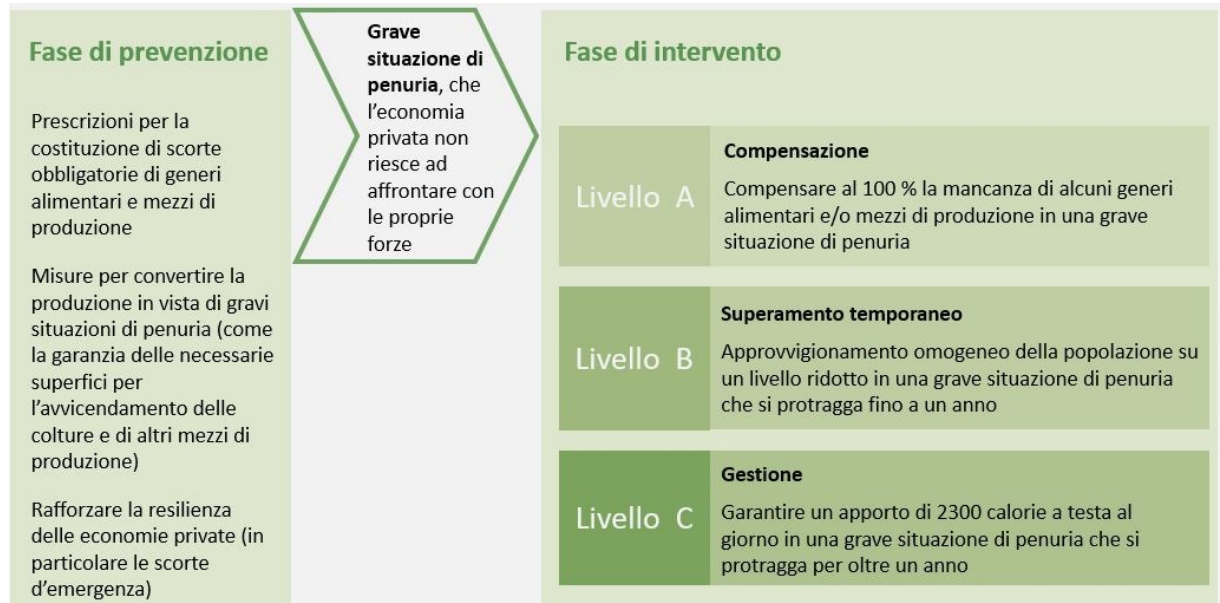 Fase di prevenzione
Prescrizioni per la
costituzione di scorte
obbligatorie di generi
alimentari e mezzi di
produzione
Misure per convertire la
produzione in vista di gravi
situazioni di penuria (come
la garanzia delle necessarie
superfici per
l’avvicendamento delle
colture e di altri mezzi di
produzione)
Rafforzare la resilienza
delle economie private (in
particolare le scorte
d’emergenza)
Grave
situazione di
penuria, che
l’economia
privata non
riesce ad
affrontare con
le proprie
forze
Fase di intervento
Livello A
Compensazione
Compensare al 100 % la mancanza di alcuni generi
alimentari e/o mezzi di produzione in una grave
situazione di penuria
Livello B
Superamento temporaneo
Approvvigionamento omogeneo della popolazione su
un livello ridotto in una grave situazione di penuria
che si protragga fino a un anno
Livello C
Gestione
Garantire un apporto di 2300 calorie a testa al
giorno in una grave situazione di penuria che si
protragga per oltre un anno